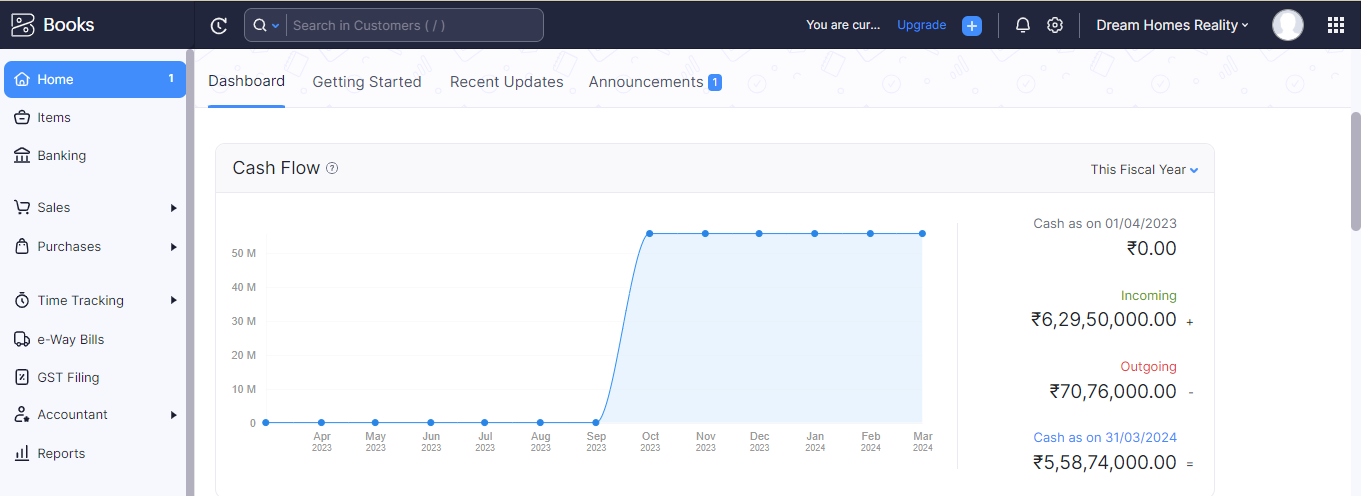 Books
Search in Customers ( / )
You are cur...
Upgrade
Dream Homes Reality
Home 1
Items
Banking
Sales
Purchases
Time Tracking
e-Way Bills
GST Filing
Accountant
Reports
Dashboard Getting Started Recent Updates Announcements 1
Cash Flow ?
This Fiscal Year
50 M
40 M
30 M
20 M
10 M
0
Apr May Jun Jul Aug Sep Oct Nov Dec Jan Feb Mar
2023 2023 2023 2023 2023 2023 2023 2023 2023 2024 2024 2024
Cash as on 01/04/2023
₹0.00
Incoming
₹6,29,50,000.00 +
Outgoing
₹70,76,000.00 -
Cash as on 31/03/2024
₹5,58,74,000.00 =